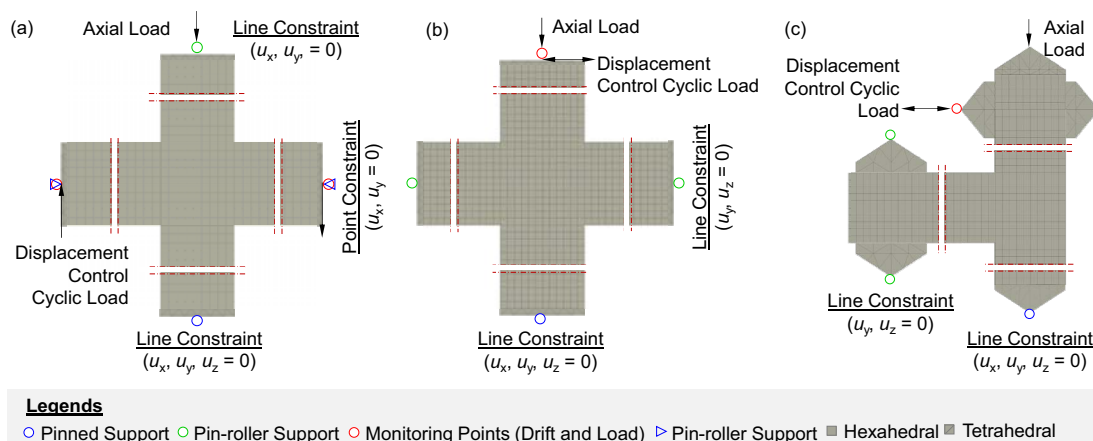 (a)
Axial Load
Line Constraint
(ux, uy, = 0)
Point Constraint
(ux, uy = 0)
Displacement
Control
Cyclic Load
Line Constraint
(ux, uy, uz = 0)
(b)
Axial Load
Displacement
Control Cyclic Load
Line Constraint
(uy, uz = 0)
Line Constraint
(ux, uy, uz = 0)
(c)
Axial
Load
Displacement
Control Cyclic
Load
Line Constraint
(uy, uz = 0)
Line Constraint
(ux, uy, uz = 0)
Legends
Pinned Support Pin-roller Support Monitoring Points (Drift and Load) Pin-roller Support Hexahedral Tetrahedral